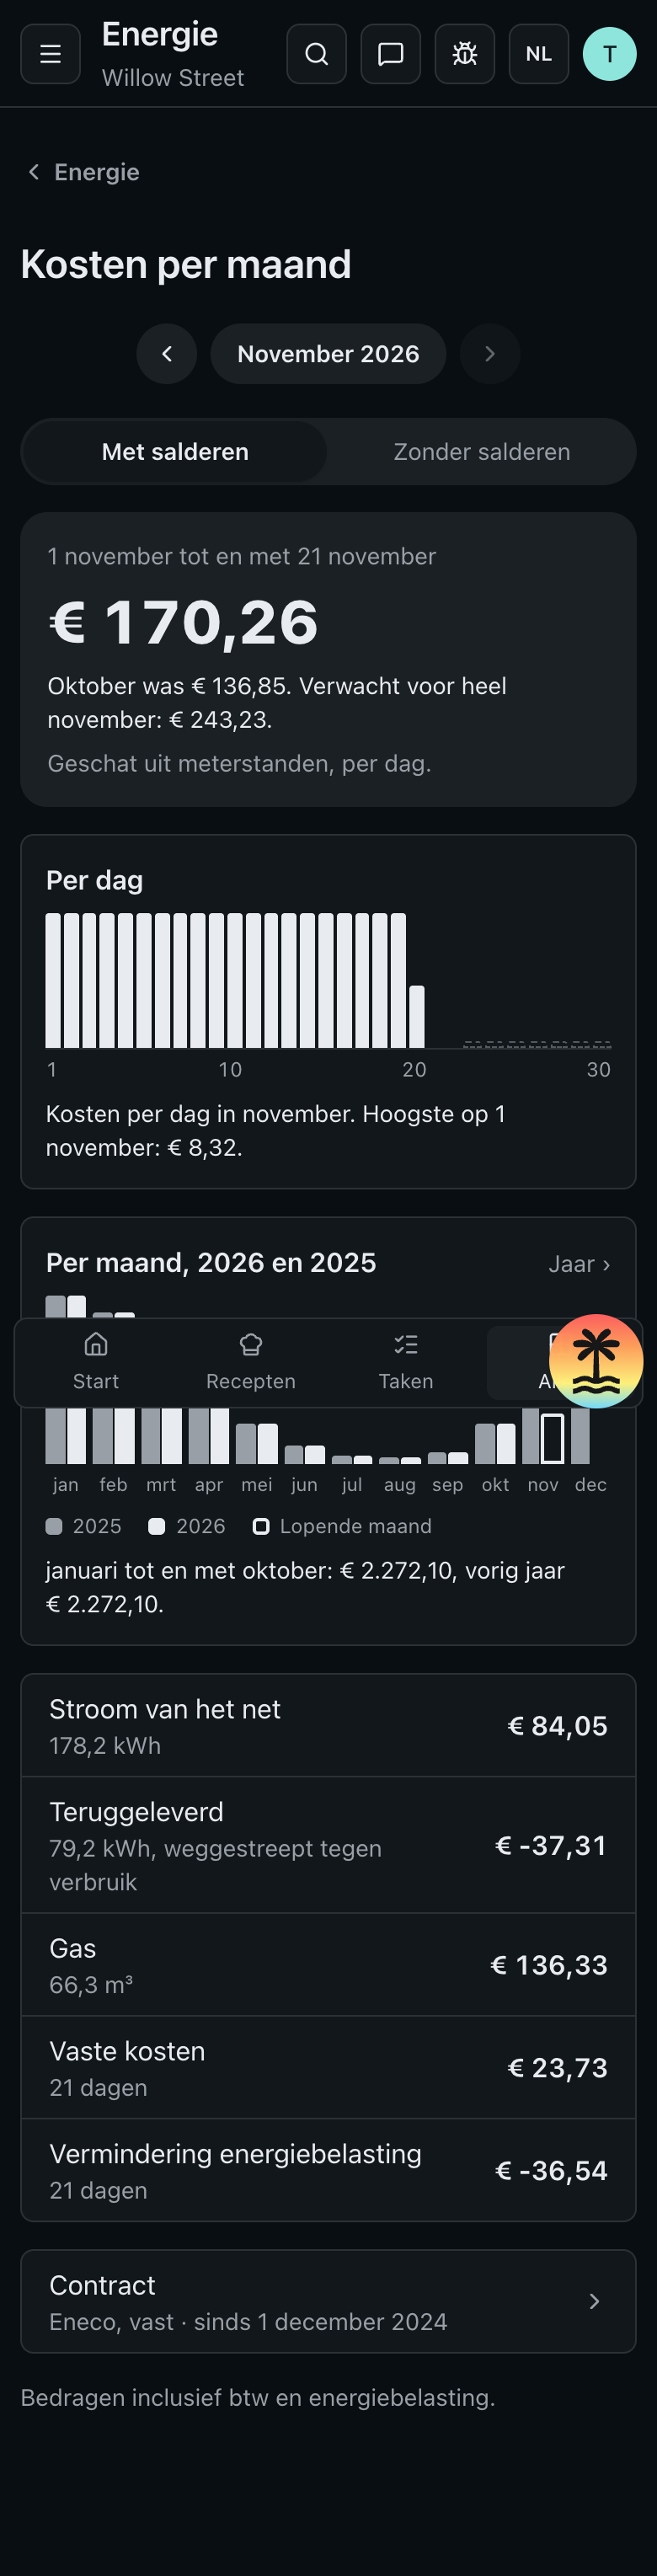 Energie
Willow Street
NL
T
Energie
Kosten per maand
November 2026
Met salderen
Zonder salderen
1 november tot en met 21 november
€ 170,26
Oktober was € 136,85. Verwacht voor heel
november: € 243,23.
Geschat uit meterstanden, per dag.
Per dag
1 10 20 30
Kosten per dag in november. Hoogste op 1
november: € 8,32.
Per maand, 2026 en 2025
Jaar ›
Start
Recepten
Taken
jan feb mrt apr mei jun jul aug sep okt nov dec
2025 2026 Lopende maand
januari tot en met oktober: € 2.272,10, vorig jaar
€ 2.272,10.
Stroom van het net
178,2 kWh
€ 84,05
Teruggeleverd
79,2 kWh, weggestreept tegen
verbruik
€ -37,31
Gas
66,3 m³
€ 136,33
Vaste kosten
21 dagen
€ 23,73
Vermindering energiebelasting
21 dagen
€ -36,54
Contract
Eneco, vast · sinds 1 december 2024
Bedragen inclusief btw en energiebelasting.